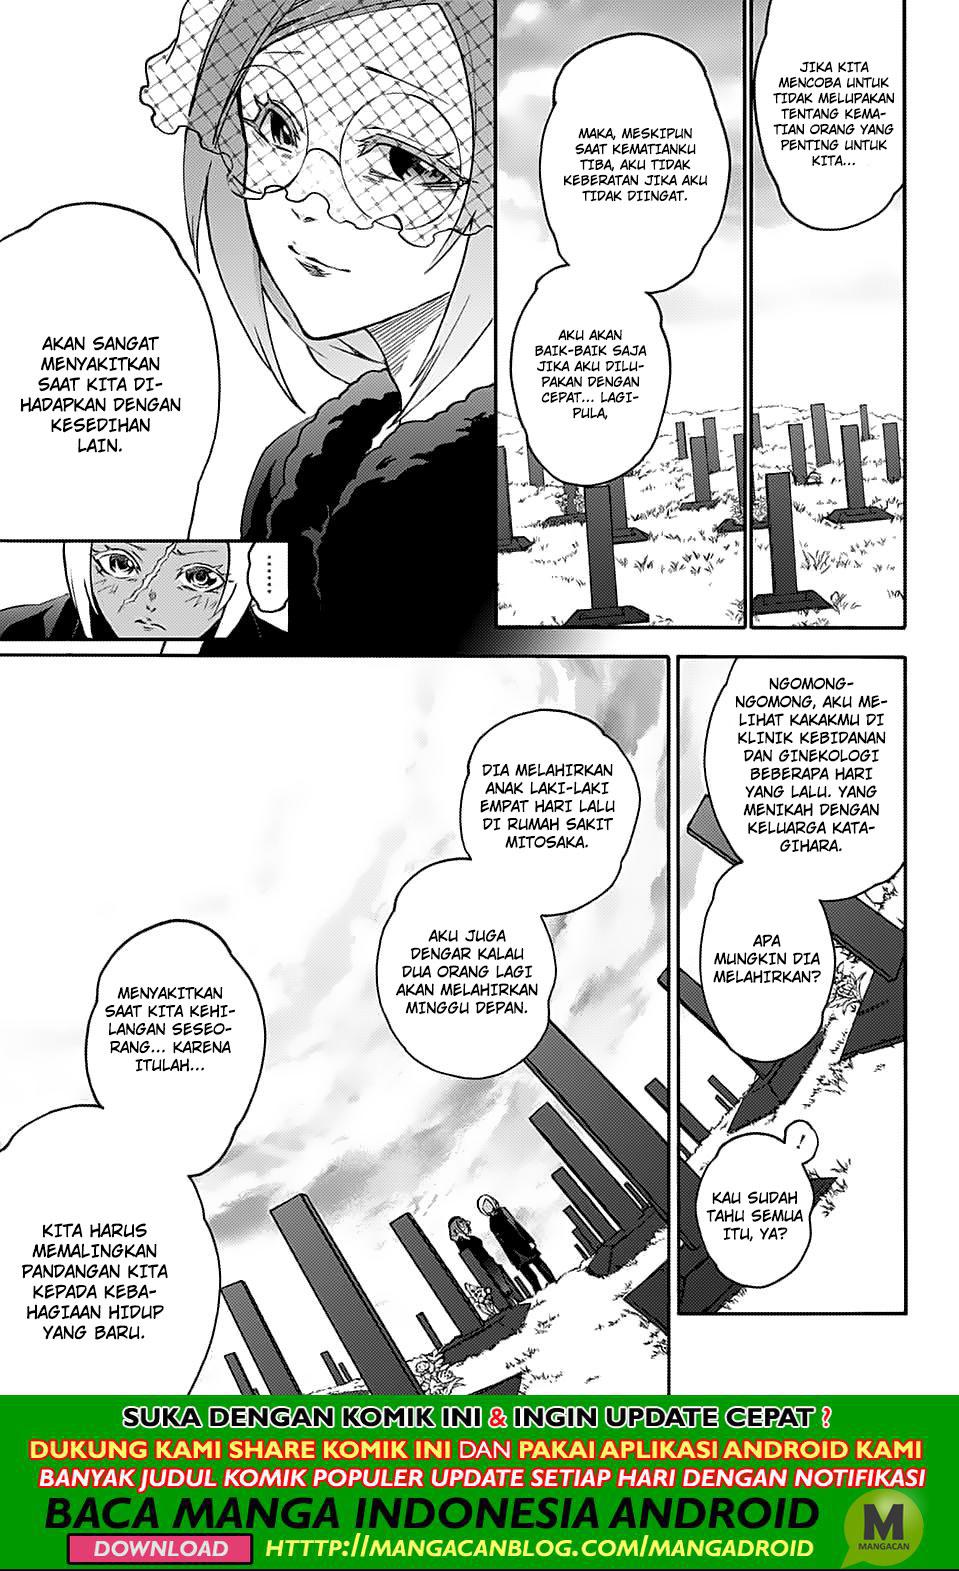 JIKA KITA
MENCOBA UNTUK
TIDAK MELUPAKAN
TENTANG KEMA-
TIAN ORANG YANG
PENTING UNTUK
KITA...
MAKA, MESKIPUN
SAAT KEMATIANKU
TIBA, AKU TIDAK
KEBERATAN JIKA AKU
TIDAK DIINGAT.
AKU AKAN
BAIK-BAIK SAJA
JIKA AKU DILU-
PAKAN DENGAN
CEPAT... LAGI-
PULA,
AKAN SANGAT
MENYAKITKAN
SAAT KITA DI-
HADAPKAN DENGAN
KESEDIHAN
LAIN.
........
NGOMONG-
NGOMONG, AKU ME-
LIHAT KAKAKMU DI
KLINIK KEBIDANAN
DAN GINEKOLOGI
BEBERAPA HARI
YANG LALU. YANG
MENIKAH DENGAN
KELUARGA KATA-
GIHARA.
APA
MUNGKIN DIA
MELAHIRKAN?
!
KAU SUDAH
TAHU SEMUA
ITU, YA?
DIA MELAHIRKAN
ANAK LAKI-LAKI
EMPAT HARI LALU
DI RUMAH SAKIT
MITOSAKA.
AKU JUGA
DENGAR KALAU
DUA ORANG LAGI
AKAN MELAHIRKAN
MINGGU DEPAN.
MENYAKITKAN
SAAT KITA KEHI-
LANGAN SESEO-
RANG... KARENA
ITULAH...
KITA HARUS
MEMALINGKAN
PANDANGAN KITA
KEPADA KEBA-
HAGIAAN HIDUP
YANG BARU.
SUKA DENGAN KOMIK INI & INGIN UPDATE CEPAT ?
DUKUNG KAMI SHARE KOMIK INI DAN PAKAI APLIKASI ANDROID KAMI
BANYAK JUDUL KOMIK POPULER UPDATE SETIAP HARI DENGAN NOTIFIKASI
BACA MANGA INDONESIA ANDROID
DOWNLOAD HTTTP://MANGACANBLOG.COM/MANGADROID
M
MANGACAN